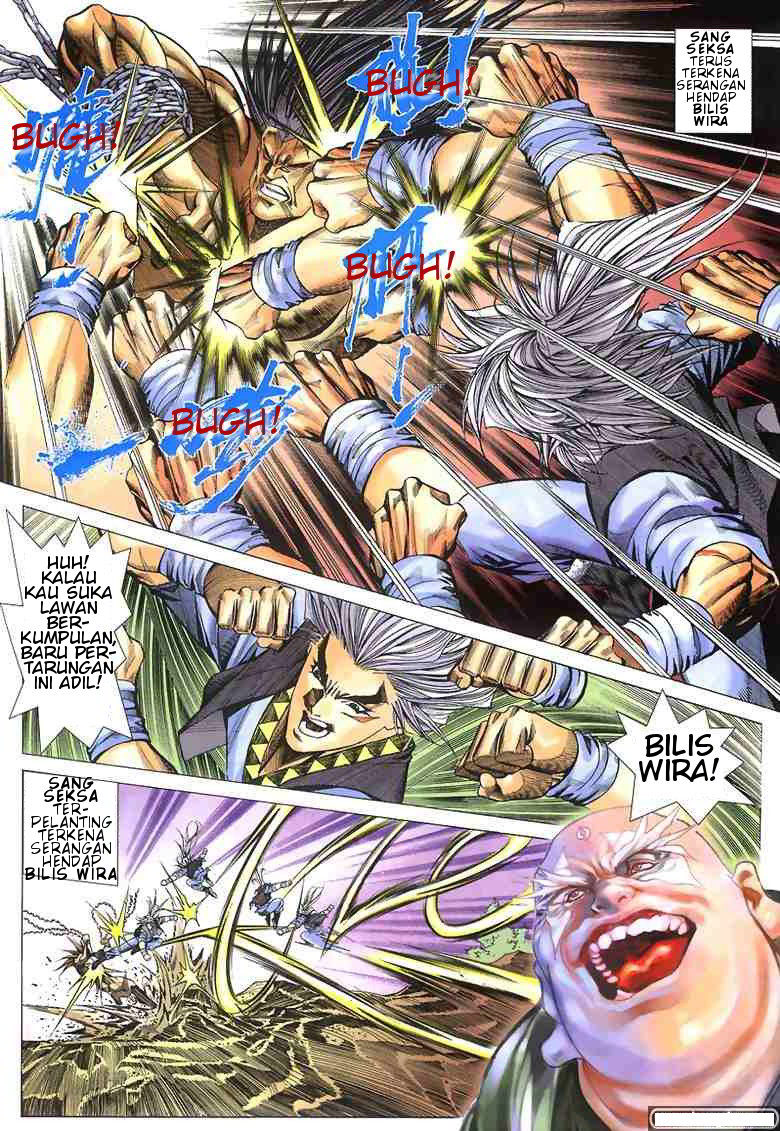 SANG
SEKSA
TERUS
TERKENA
SERANGAN
HENDAP
BILIS
WIRA
BUGH!
BUGH!
BUGH!
BUGH!
HUH!
KALAU
KAU SUKA
LAWAN
BER-
KUMPULAN,
BARU PER-
TARUNGAN
INI ADIL!
BILIS
WIRA!
SANG
SEKSA
TER-
PELANTING
TERKENA
SERANGAN
HENDAP
BILIS WIRA